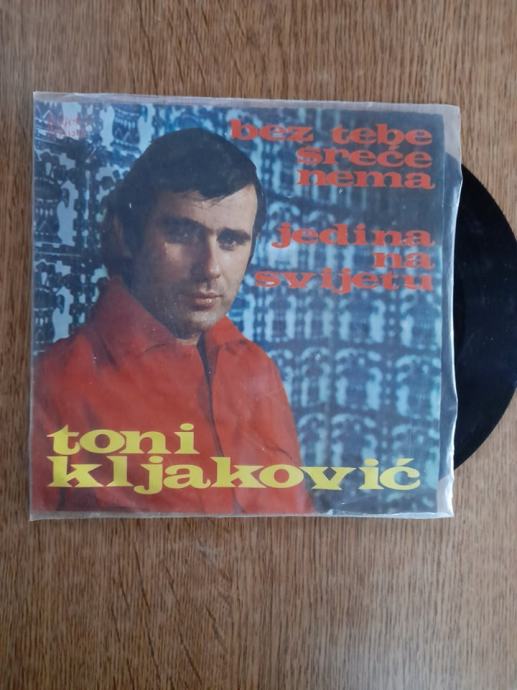 bez tebe
sreće
nema
jedina
na
svijetu
toni
kljaković